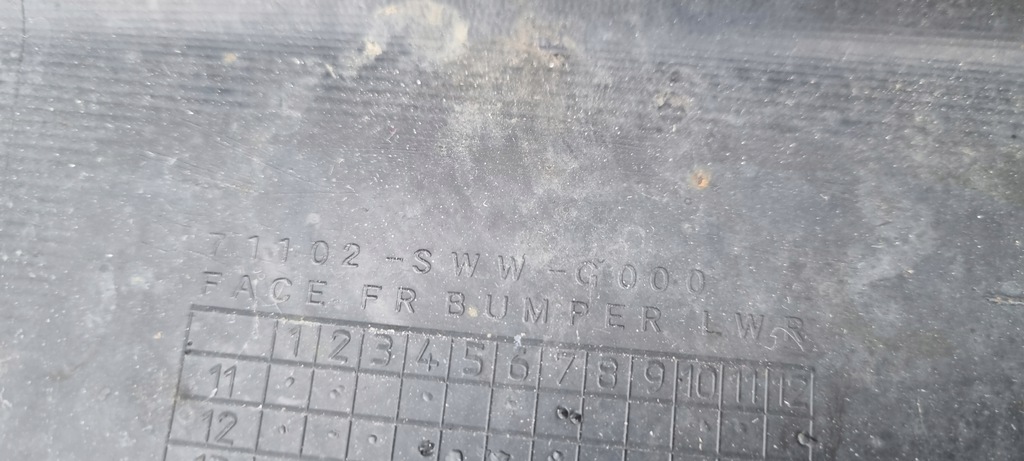 71102-SWW-G000
FACE FR BUMPER LWR
1 2 3 4 5 6 7 8 9 10 11 12
11
12